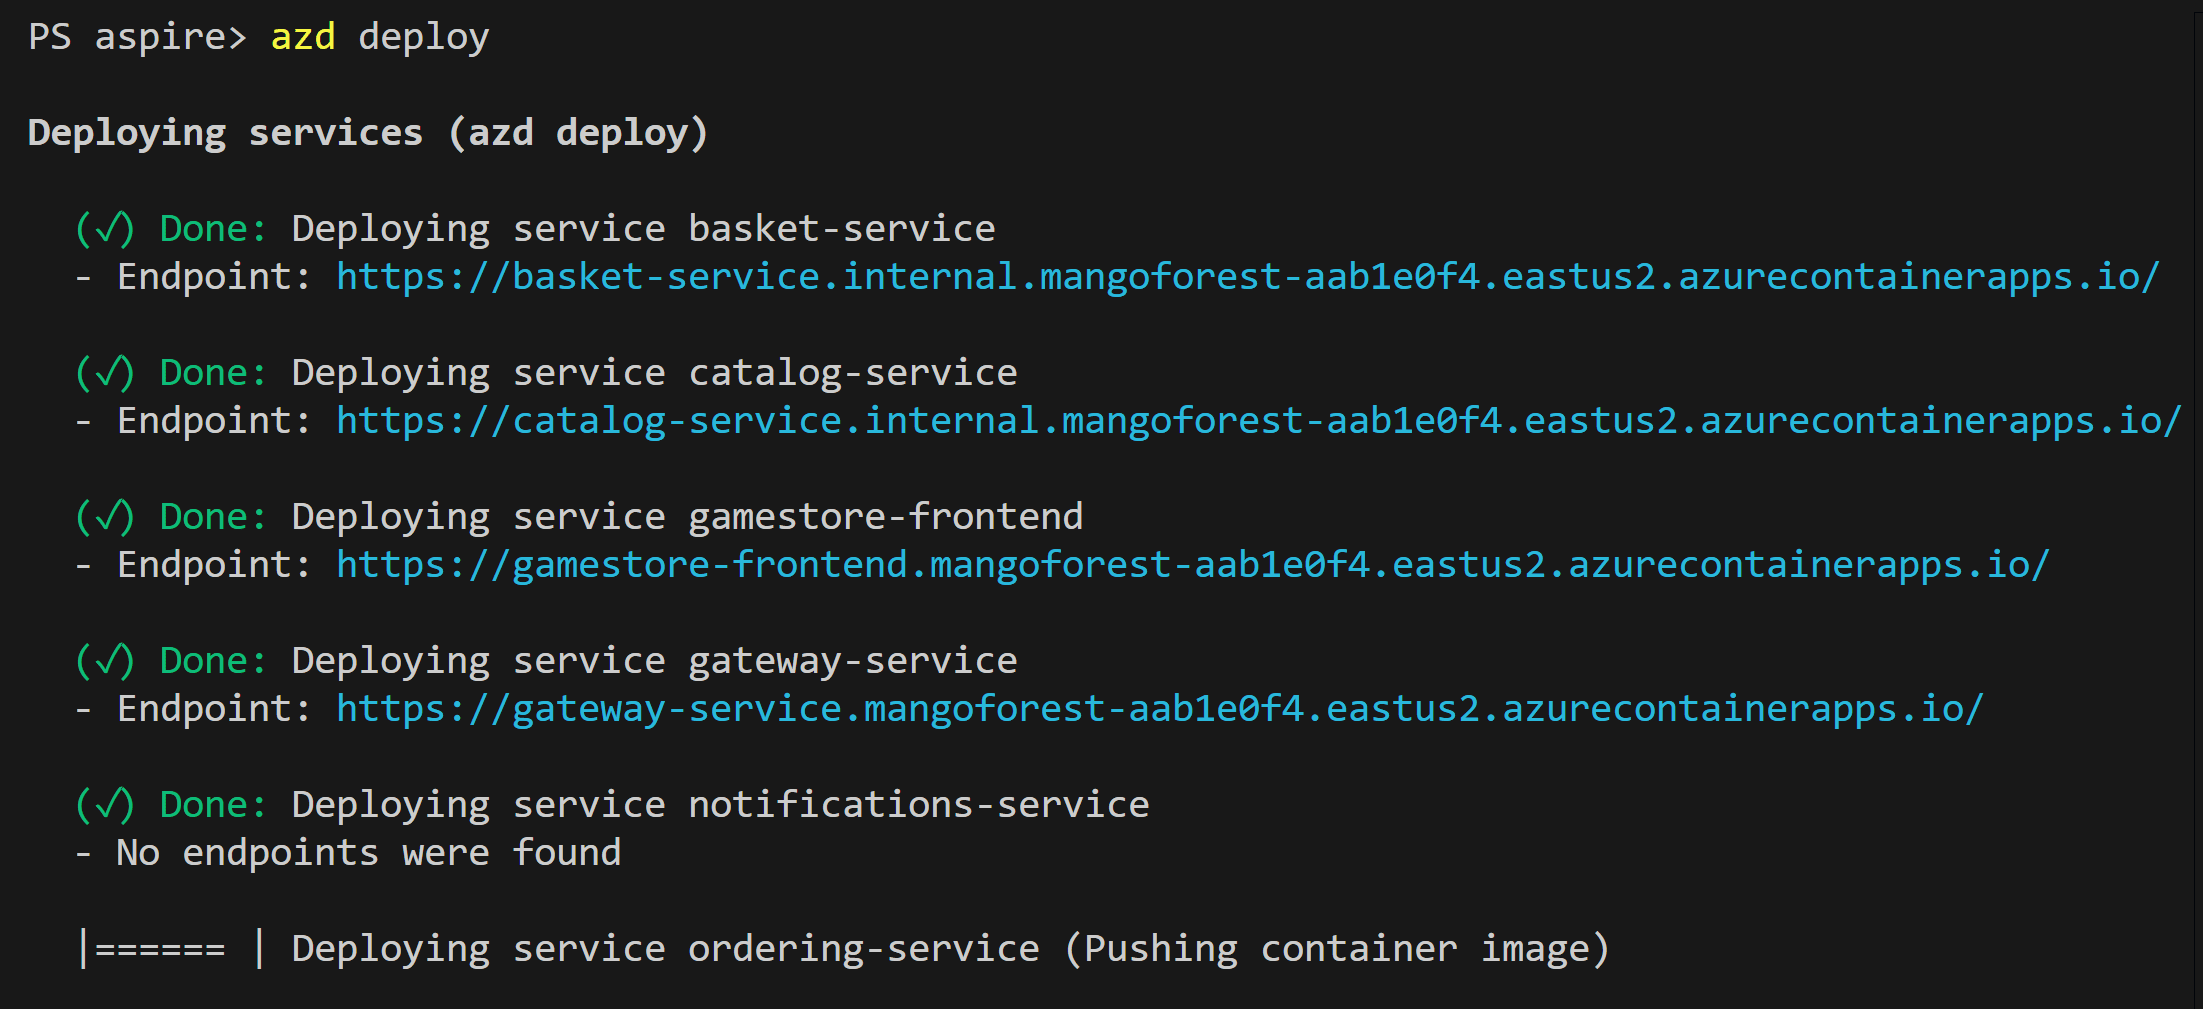 PS aspire> azd deploy
Deploying services (azd deploy)
(✓) Done: Deploying service basket-service
- Endpoint: https://basket-service.internal.mangoforest-aab1e0f4.eastus2.azurecontainerapps.io/
(✓) Done: Deploying service catalog-service
- Endpoint: https://catalog-service.internal.mangoforest-aab1e0f4.eastus2.azurecontainerapps.io/
(✓) Done: Deploying service gamestore-frontend
- Endpoint: https://gamestore-frontend.mangoforest-aab1e0f4.eastus2.azurecontainerapps.io/
(✓) Done: Deploying service gateway-service
- Endpoint: https://gateway-service.mangoforest-aab1e0f4.eastus2.azurecontainerapps.io/
(✓) Done: Deploying service notifications-service
- No endpoints were found
|====== | Deploying service ordering-service (Pushing container image)